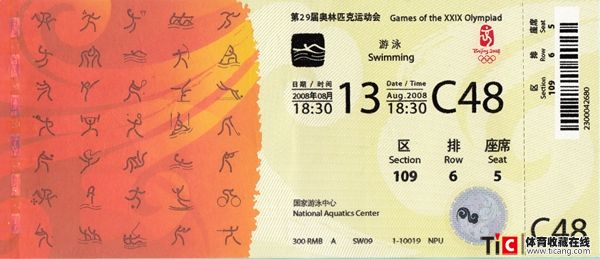 第29届奥林匹克运动会 Games of the XXIX Olympiad
游泳
Swimming
Beijing 2008
日期 / 时间
2008年08月
18:30
13
Date / Time
Aug.2008
18:30
C48
区 排 座席
Section Row Seat
109 6 5
国家游泳中心
National Aquatics Center
300 RMB A SW09 1-10019 NPU
座席 Seat 5
排 Row 6
区 Section 109
2300042680
C48
TiC 体育收藏在线
www.ticang.com